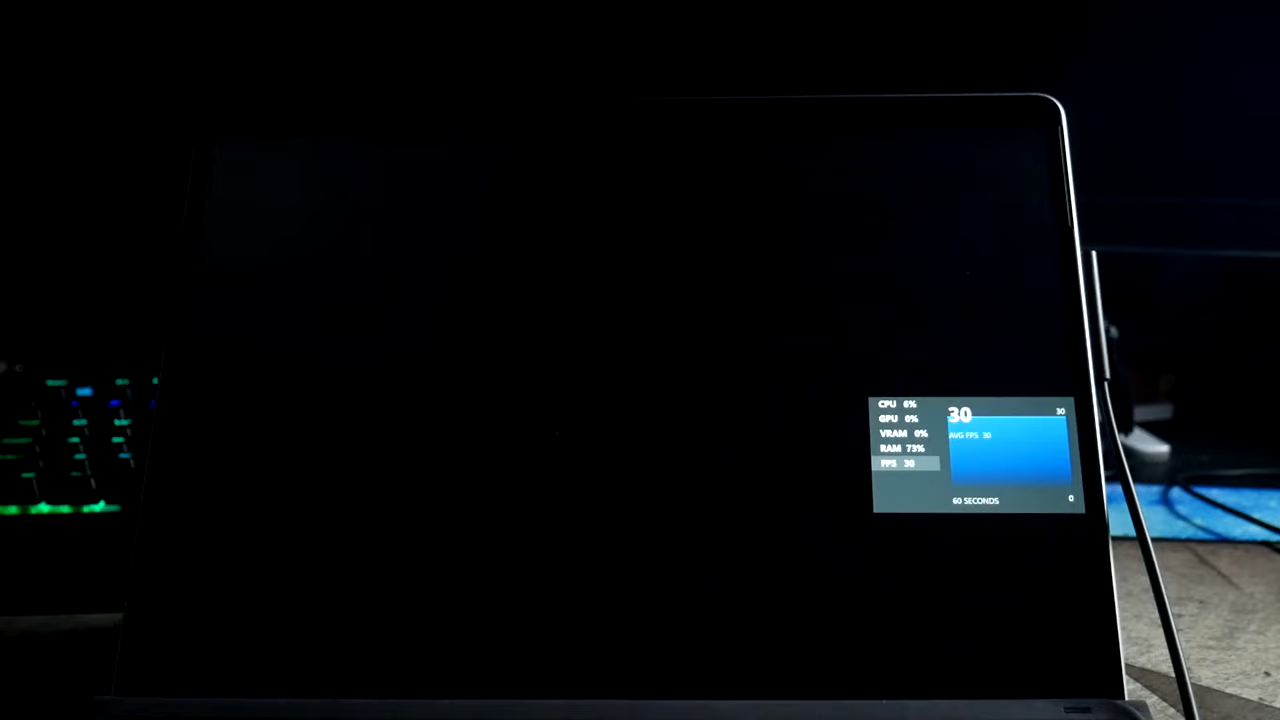 CPU 6%
GPU 0%
VRAM 0%
RAM 73%
FPS 30
30
30
AVG FPS 30
60 SECONDS
0